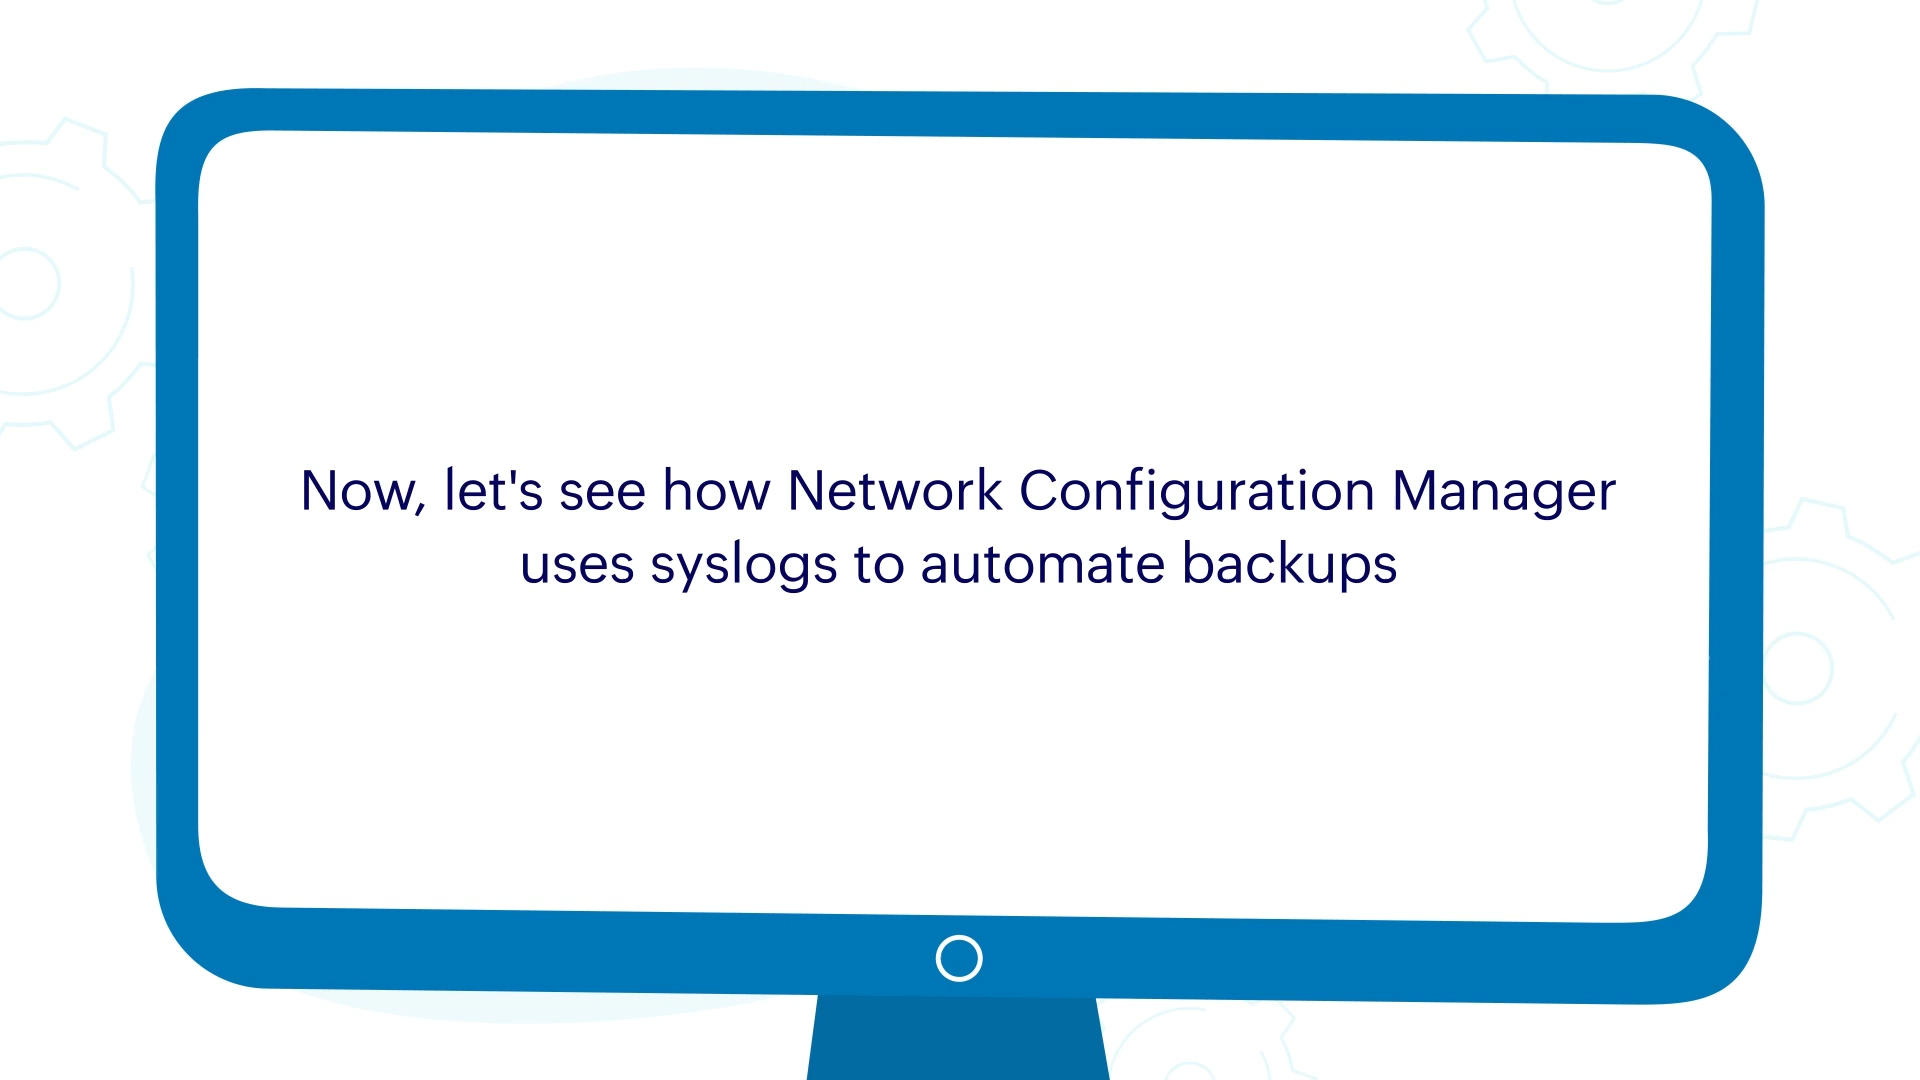 Now, let's see how Network Configuration Manager
uses syslogs to automate backups